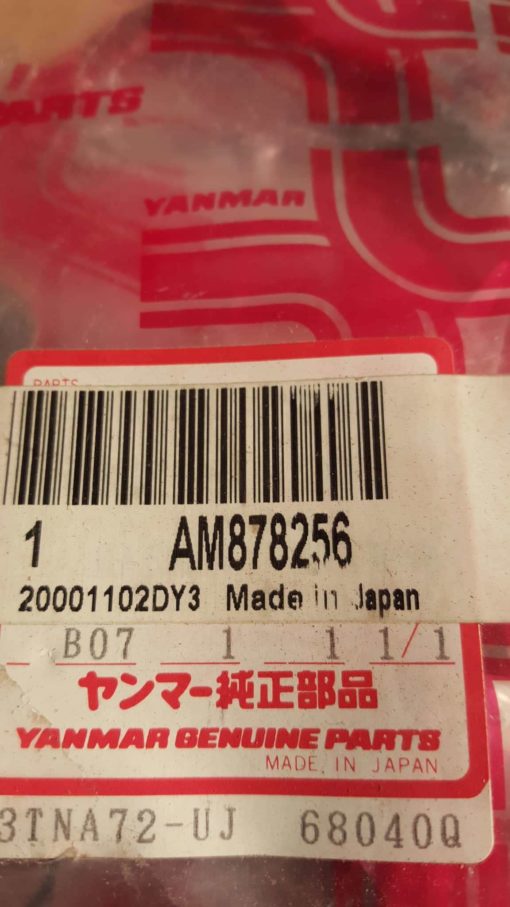 PARTS
YANMAR
PARTS
1 AM878256
20001102DY3 Made in Japan
B07 1 1 1/1
ヤンマー純正部品
YANMAR GENUINE PARTS
MADE IN JAPAN
3TNA72-UJ 68040Q